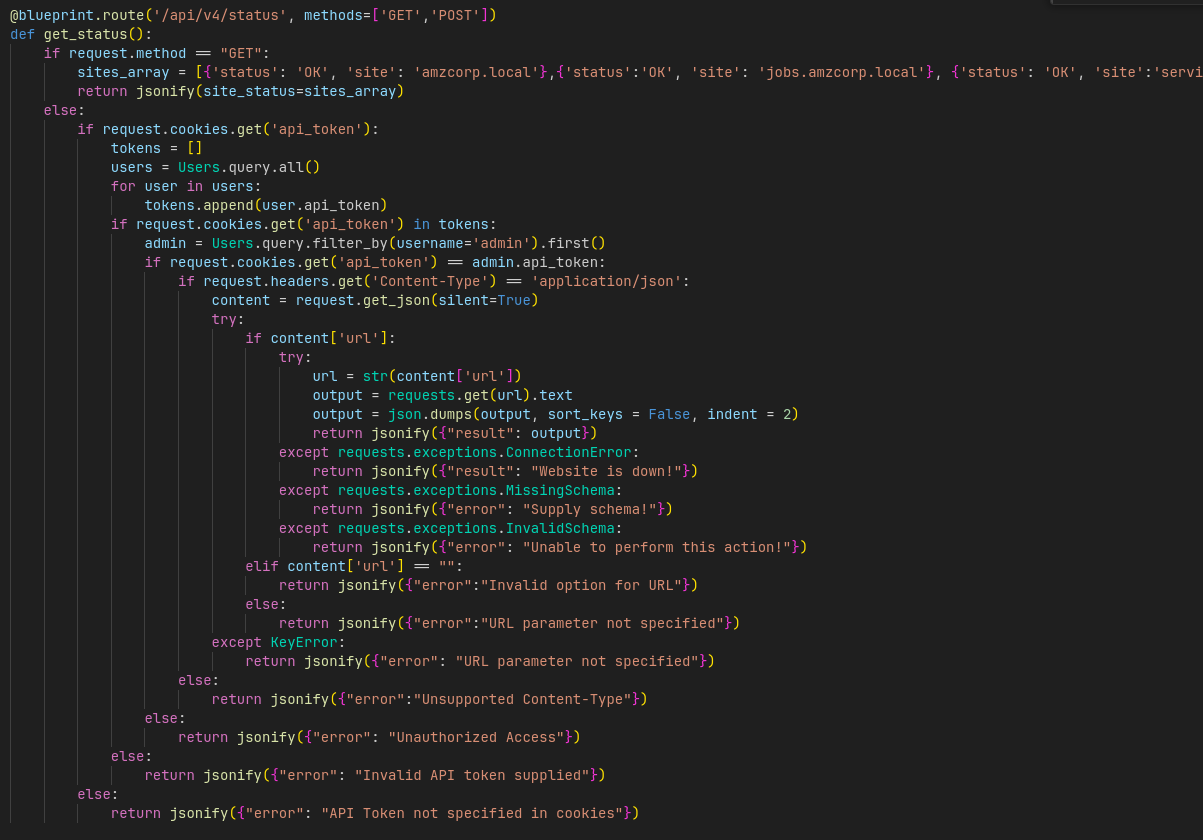 @blueprint.route('/api/v4/status', methods=['GET','POST'])
def get_status():
    if request.method == "GET":
        sites_array = [{'status': 'OK', 'site': 'amzcorp.local'},{'status':'OK', 'site': 'jobs.amzcorp.local'}, {'status': 'OK', 'site':'servi
        return jsonify(site_status=sites_array)
    else:
        if request.cookies.get('api_token'):
            tokens = []
            users = Users.query.all()
            for user in users:
                tokens.append(user.api_token)
            if request.cookies.get('api_token') in tokens:
                admin = Users.query.filter_by(username='admin').first()
                if request.cookies.get('api_token') == admin.api_token:
                    if request.headers.get('Content-Type') == 'application/json':
                        content = request.get_json(silent=True)
                        try:
                            if content['url']:
                                try:
                                    url = str(content['url'])
                                    output = requests.get(url).text
                                    output = json.dumps(output, sort_keys = False, indent = 2)
                                    return jsonify({"result": output})
                                except requests.exceptions.ConnectionError:
                                    return jsonify({"result": "Website is down!"})
                                except requests.exceptions.MissingSchema:
                                    return jsonify({"error": "Supply schema!"})
                                except requests.exceptions.InvalidSchema:
                                    return jsonify({"error": "Unable to perform this action!"})
                            elif content['url'] == "":
                                return jsonify({"error":"Invalid option for URL"})
                            else:
                                return jsonify({"error":"URL parameter not specified"})
                        except KeyError:
                            return jsonify({"error": "URL parameter not specified"})
                    else:
                        return jsonify({"error":"Unsupported Content-Type"})
                else:
                    return jsonify({"error": "Unauthorized Access"})
            else:
                return jsonify({"error": "Invalid API token supplied"})
        else:
            return jsonify({"error": "API Token not specified in cookies"})